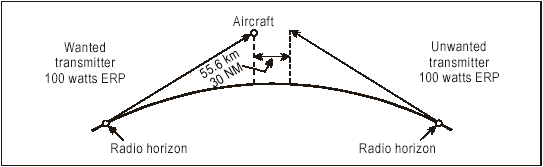 Aircraft
Wanted
transmitter
100 watts ERP
Unwanted
transmitter
100 watts ERP
55.6 km
30 NM
Radio horizon
Radio horizon